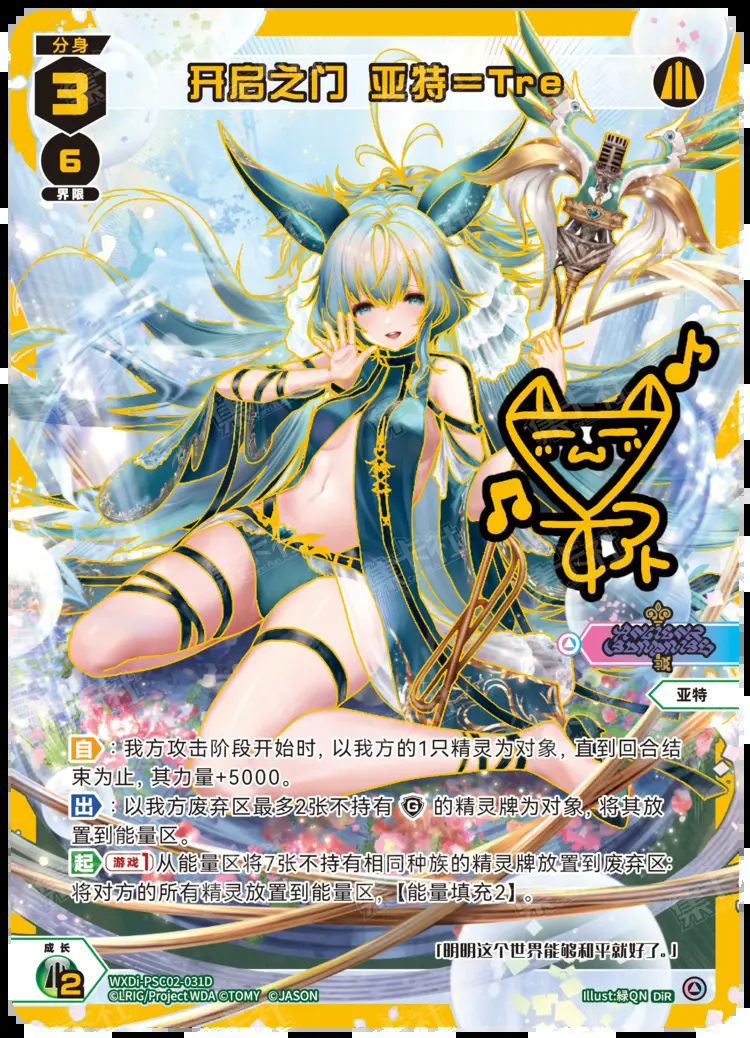 分身
3
开启之门 亚特=Tre
6
界限
アト
亚特
自：我方攻击阶段开始时，以我方的1只精灵为对象，直到回合结
束为止，其力量+5000。
出：以我方废弃区最多2张不持有 G 的精灵牌为对象，将其放
置到能量区。
起 游戏1 从能量区将7张不持有相同种族的精灵牌放置到废弃区：
将对方的所有精灵放置到能量区，【能量填充2】。
「明明这个世界能够和平就好了。」
成长
2
WXDi-PSC02-031D
©LRIG/Project WDA ©TOMY ©JASON
Illust:緑QN DiR